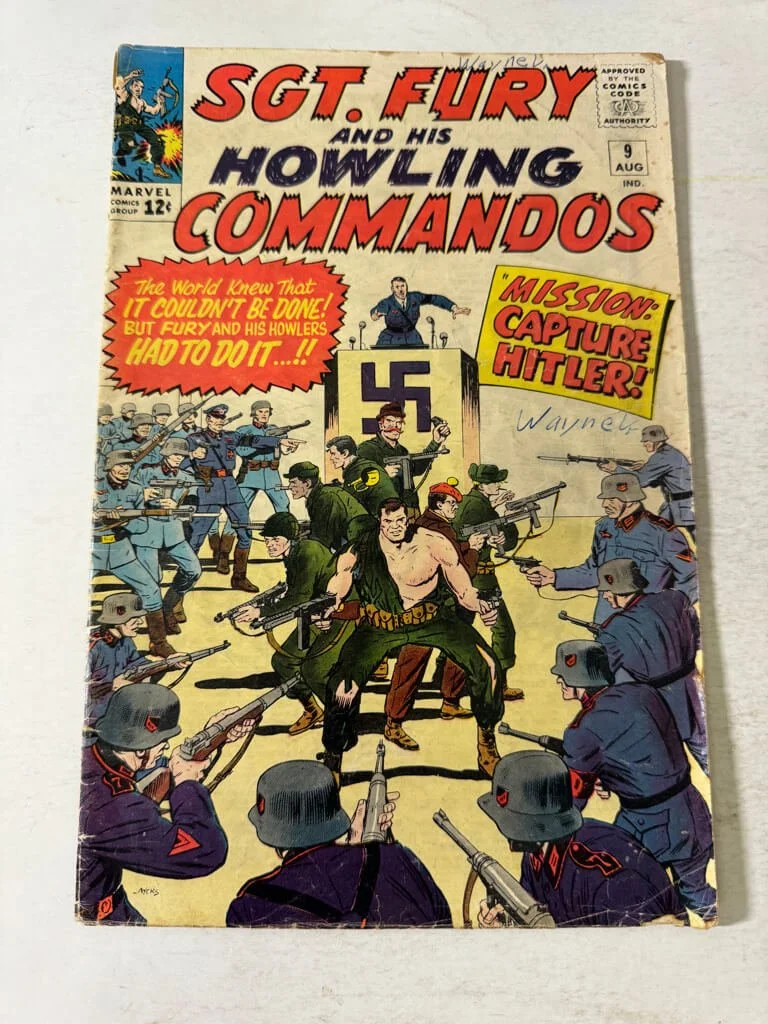 Wayne L.
SGT. FURY
AND HIS
HOWLING
COMMANDOS
APPROVED
BY THE
COMICS
CODE
AUTHORITY
9
AUG
IND.
MARVEL
COMICS
GROUP 12¢
The World Knew That
IT COULDN'T BE DONE!
BUT FURY AND HIS HOWLERS
HAD TO DO IT...!!
"MISSION:
CAPTURE
HITLER!"
Wayne L.
AYERS